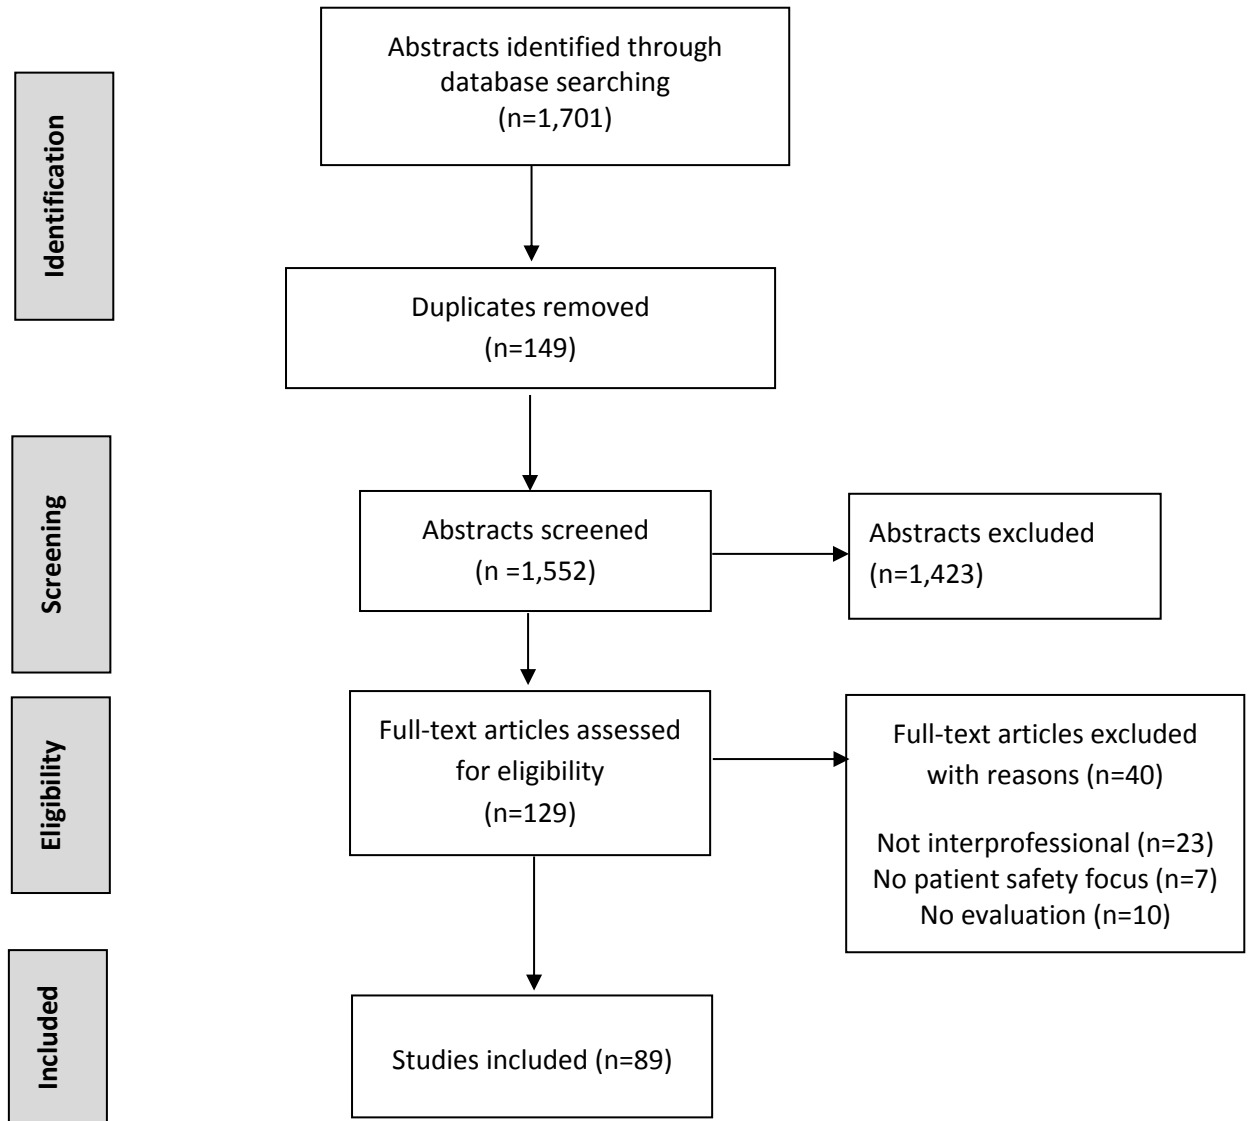 Identification
Abstracts identified through
database searching
(n=1,701)
Duplicates removed
(n=149)
Screening
Abstracts screened
(n =1,552)
Abstracts excluded
(n=1,423)
Eligibility
Full-text articles assessed
for eligibility
(n=129)
Full-text articles excluded
with reasons (n=40)
Not interprofessional (n=23)
No patient safety focus (n=7)
No evaluation (n=10)
Included
Studies included (n=89)